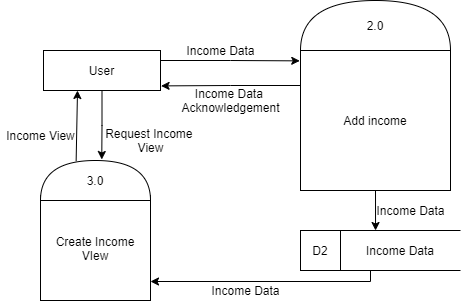 2.0
Income Data
User
Income Data
Acknowledgement
Add income
Income View
Request Income
View
3.0
Income Data
Create Income
VIew
D2
Income Data
Income Data